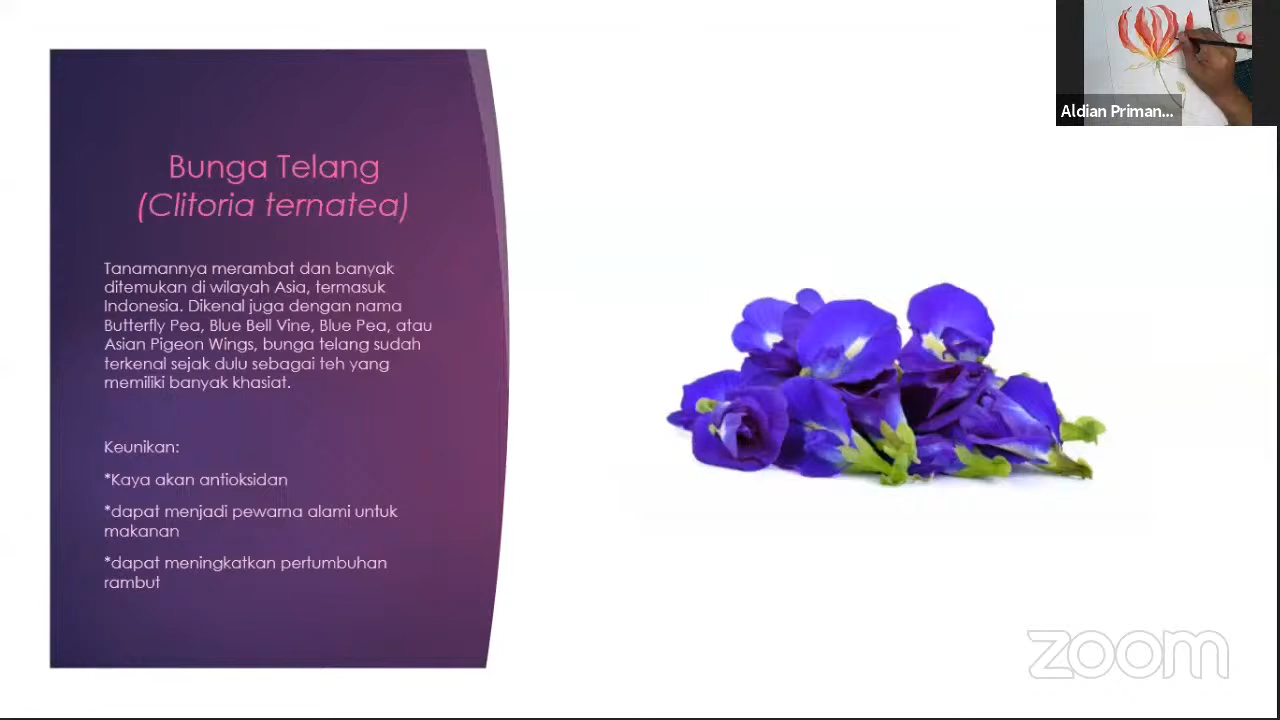 Bunga Telang
(Clitoria ternatea)
Tanamannya merambat dan banyak
ditemukan di wilayah Asia, termasuk
Indonesia. Dikenal juga dengan nama
Butterfly Pea, Blue Bell Vine, Blue Pea, atau
Asian Pigeon Wings, bunga telang sudah
terkenal sejak dulu sebagai teh yang
memiliki banyak khasiat.
Keunikan:
*Kaya akan antioksidan
*dapat menjadi pewarna alami untuk
makanan
*dapat meningkatkan pertumbuhan
rambut
Aldian Priman...
zoom